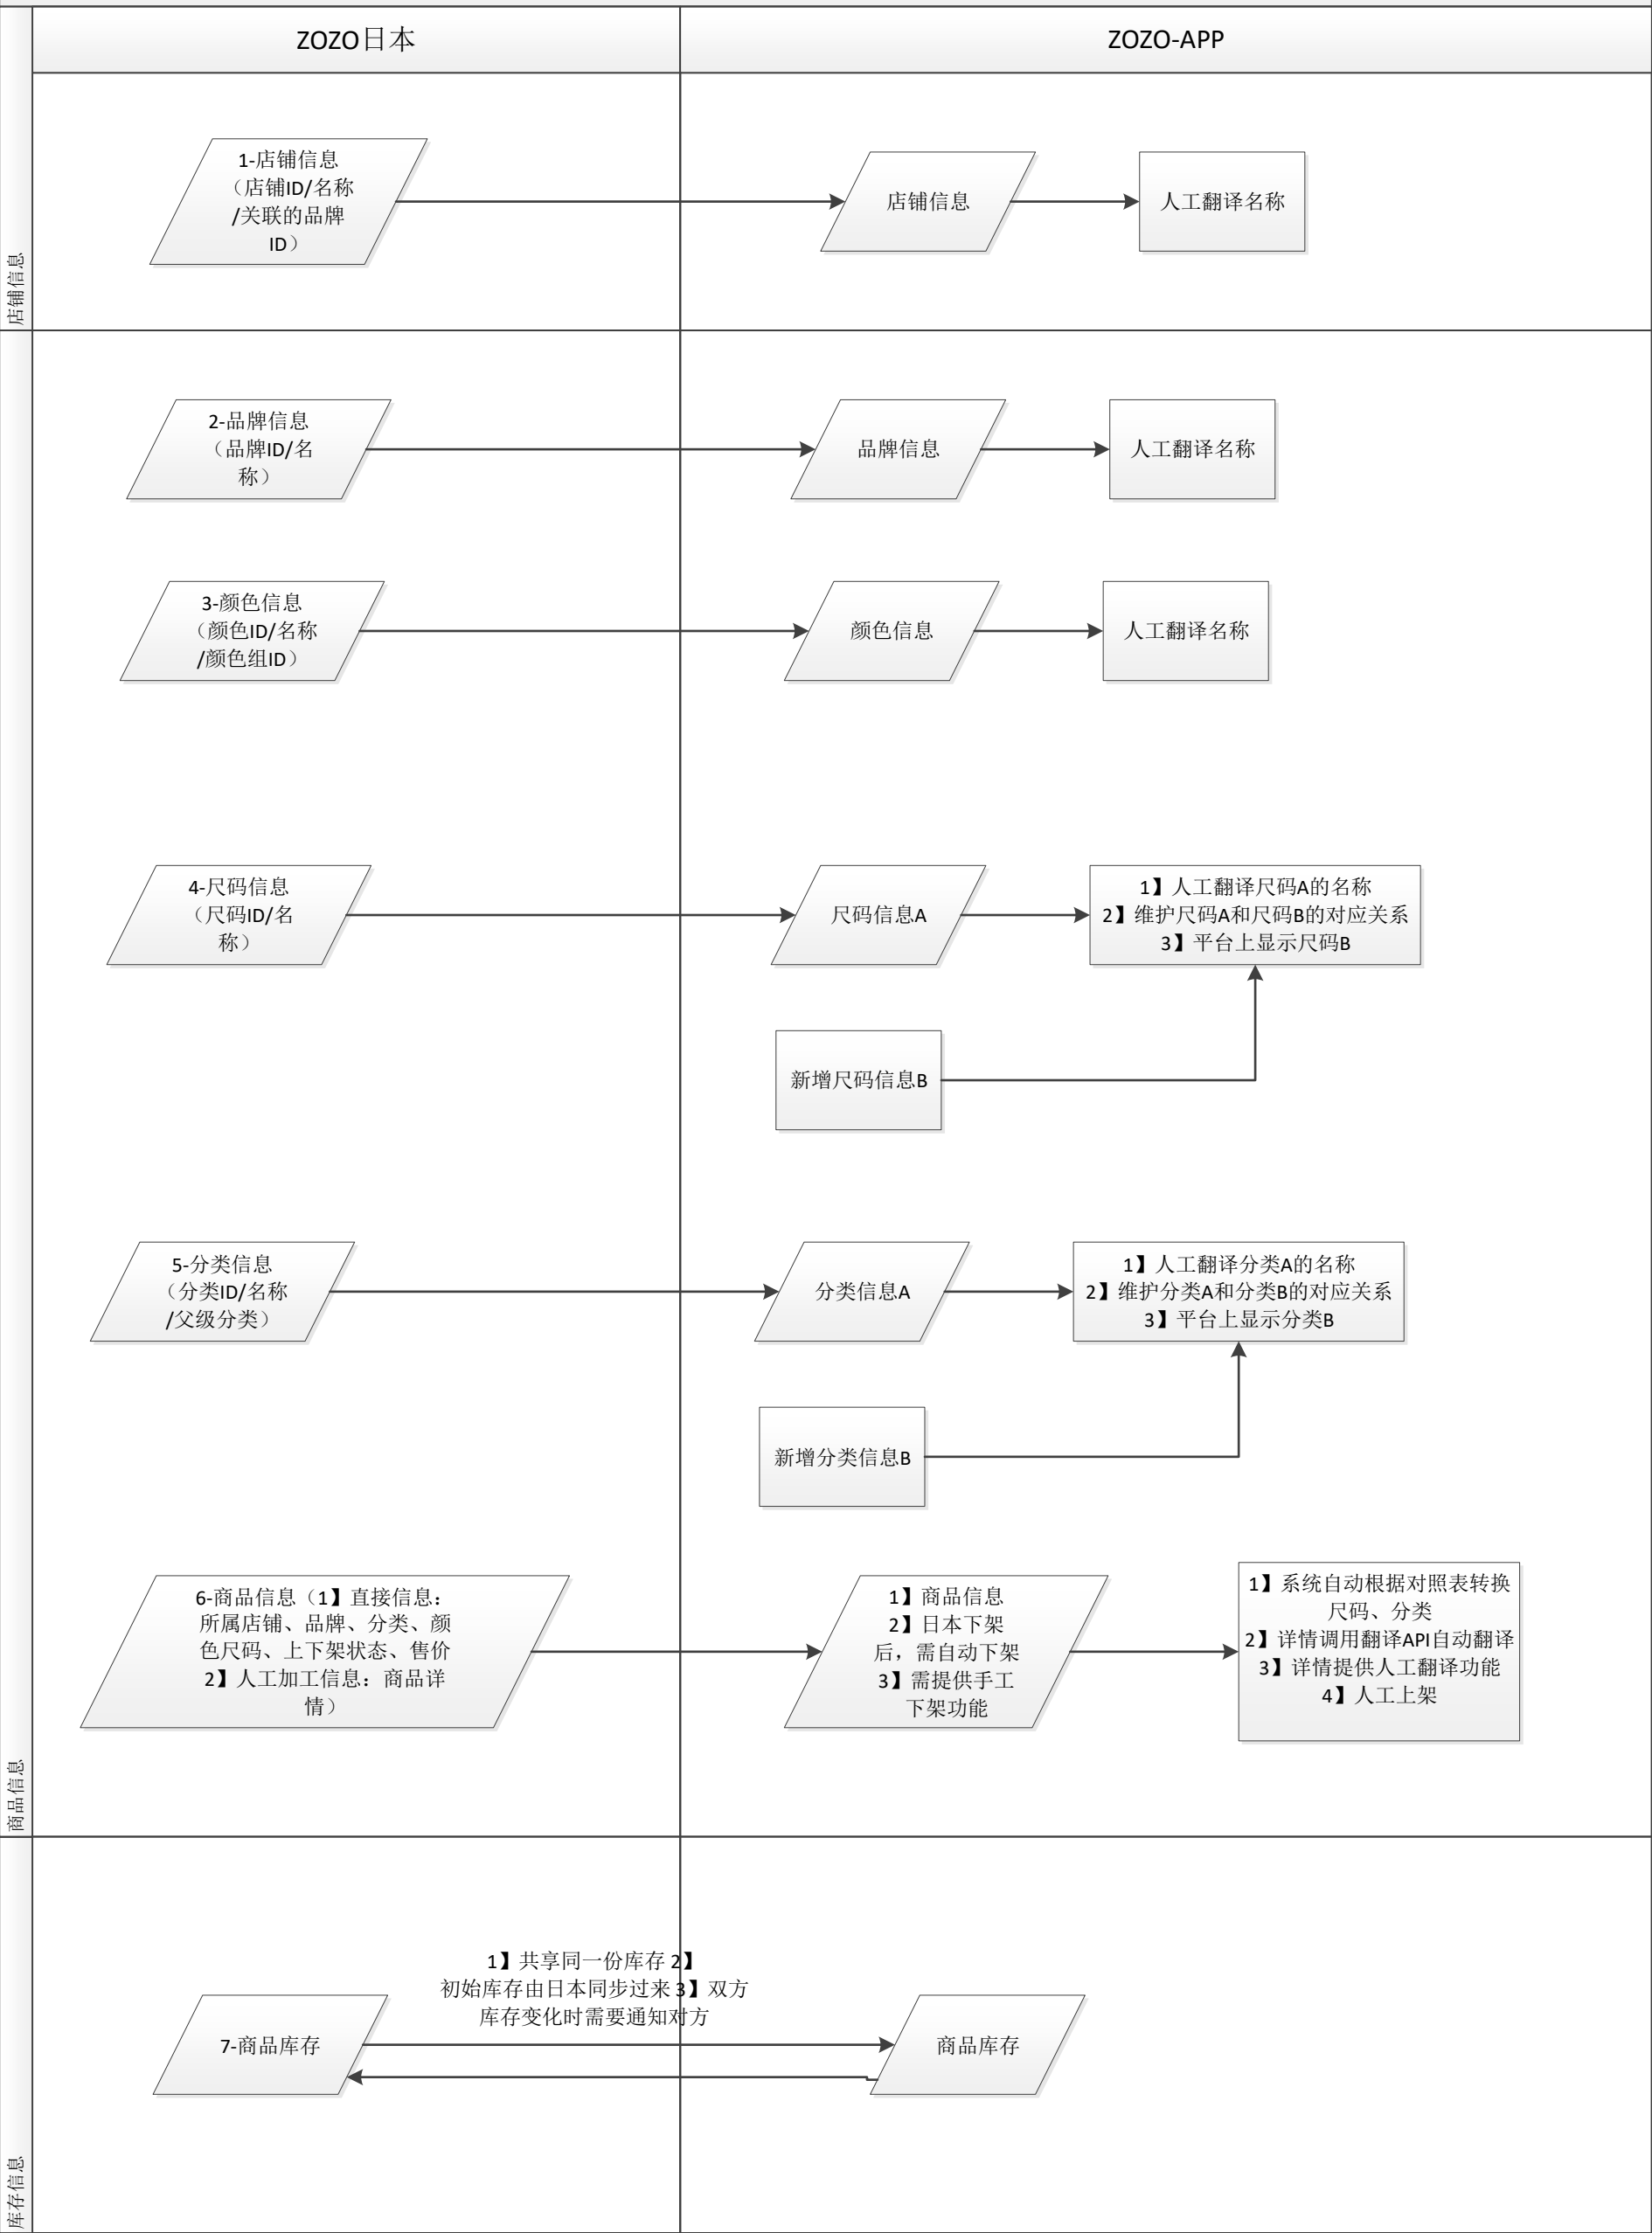 ZOZO日本
ZOZO-APP
店铺信息
1-店铺信息
（店铺ID/名称
/关联的品牌
ID）
店铺信息
人工翻译名称
商品信息
2-品牌信息
（品牌ID/名
称）
品牌信息
人工翻译名称
3-颜色信息
（颜色ID/名称
/颜色组ID）
颜色信息
人工翻译名称
4-尺码信息
（尺码ID/名
称）
尺码信息A
1】人工翻译尺码A的名称
2】维护尺码A和尺码B的对应关系
3】平台上显示尺码B
新增尺码信息B
5-分类信息
（分类ID/名称
/父级分类）
分类信息A
1】人工翻译分类A的名称
2】维护分类A和分类B的对应关系
3】平台上显示分类B
新增分类信息B
6-商品信息（1】直接信息：
所属店铺、品牌、分类、颜
色尺码、上下架状态、售价
2】人工加工信息：商品详
情）
1】商品信息
2】日本下架
后，需自动下架
3】需提供手工
下架功能
1】系统自动根据对照表转换
尺码、分类
2】详情调用翻译API自动翻译
3】详情提供人工翻译功能
4】人工上架
库存信息
1】共享同一份库存 2】
初始库存由日本同步过来 3】双方
库存变化时需要通知对方
7-商品库存
商品库存